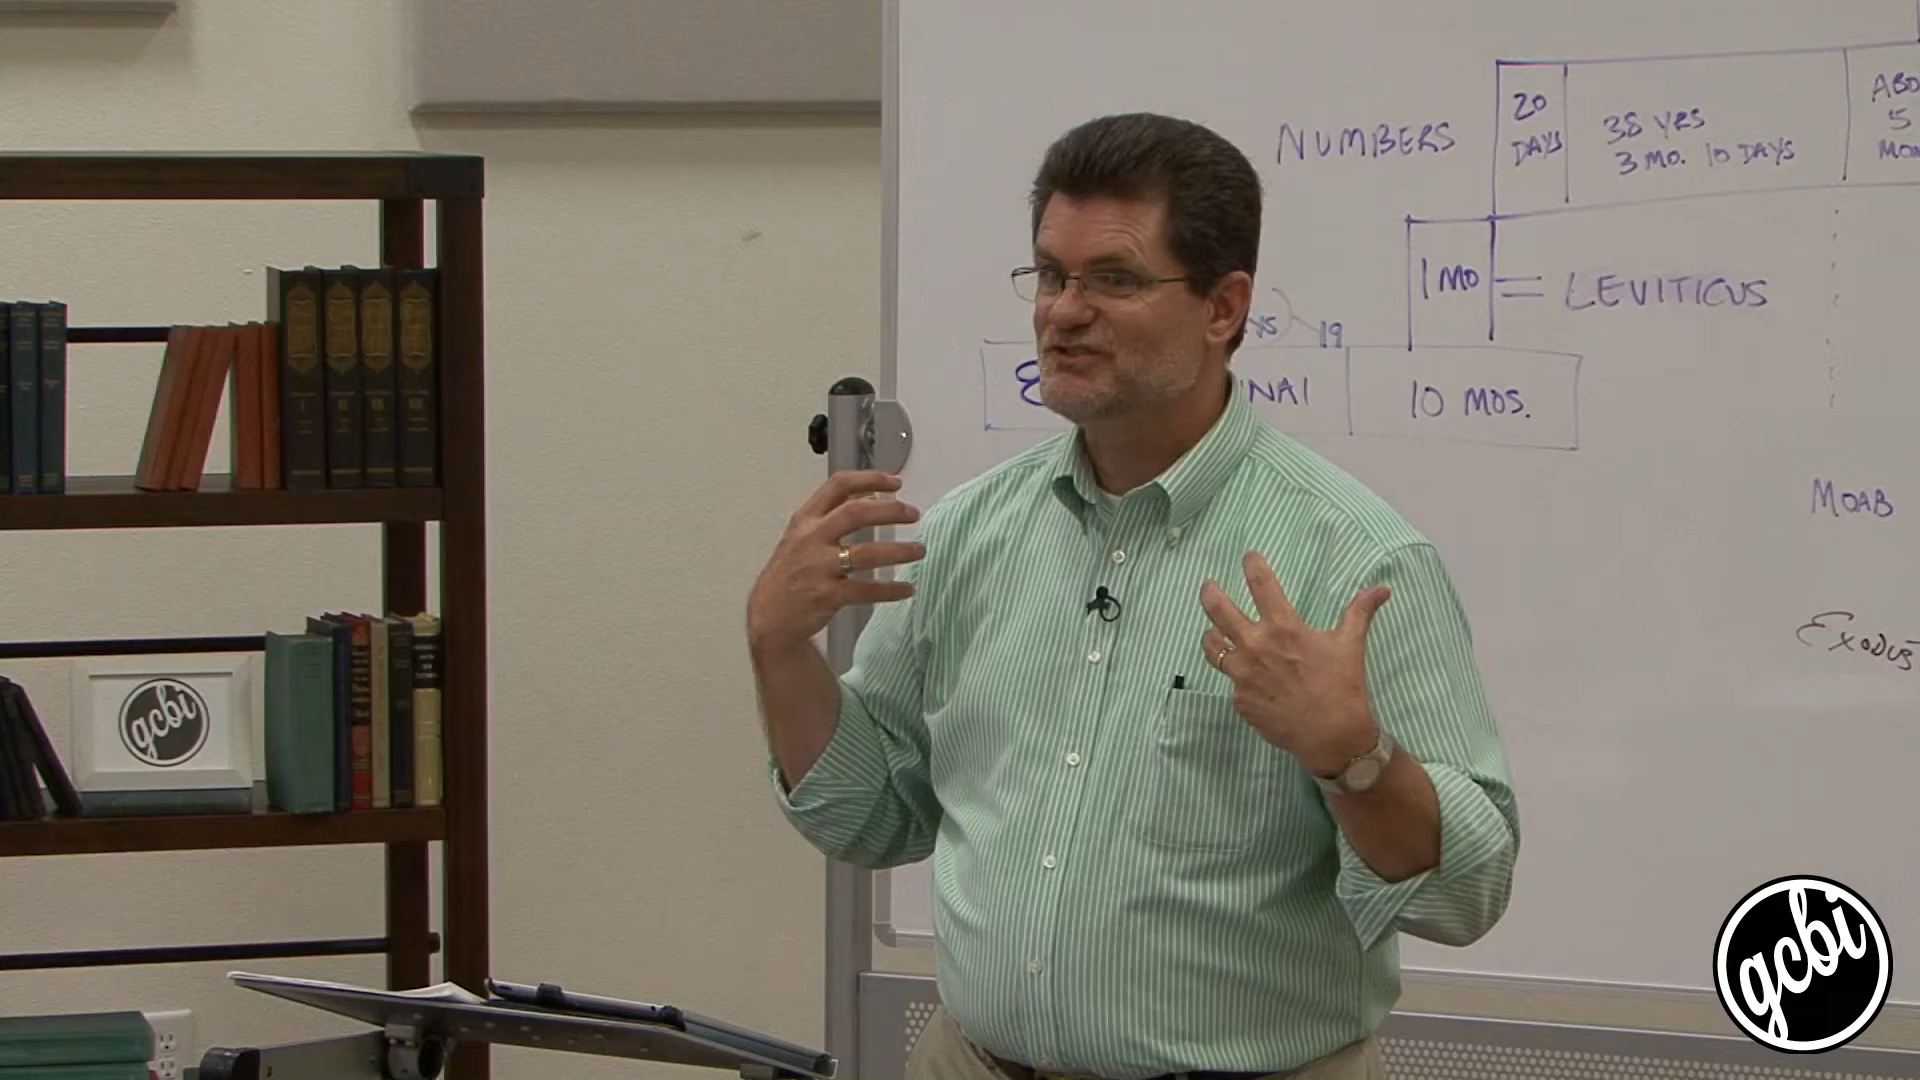 20
DAYS
38 YRS
3 MO. 10 DAYS
5
NUMBERS
1 MO
= LEVITICUS
19
10 MOS.
MOAB
EXODUS
gcbi
gcbi